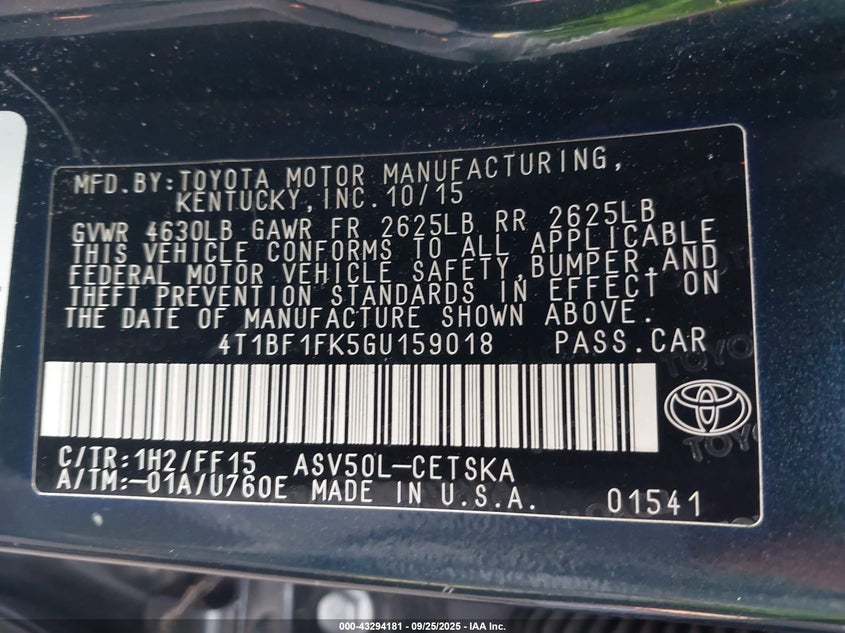 MFD.BY:TOYOTA MOTOR MANUFACTURING,
KENTUCKY,INC.10/15
GVWR 4630LB GAWR FR 2625LB RR 2625LB
THIS VEHICLE CONFORMS TO ALL APPLICABLE
FEDERAL MOTOR VEHICLE SAFETY,BUMPER,AND
THEFT PREVENTION STANDARDS IN EFFECT ON
THE DATE OF MANUFACTURE SHOWN ABOVE.
4T1BF1FK5GU159018 PASS.CAR
C/TR:1H2/FF15 ASV50L-CETSKA
A/TM:-01A/U760E MADE IN U.S.A. 01541
000-43294181 - 09/25/2025 - IAA Inc.